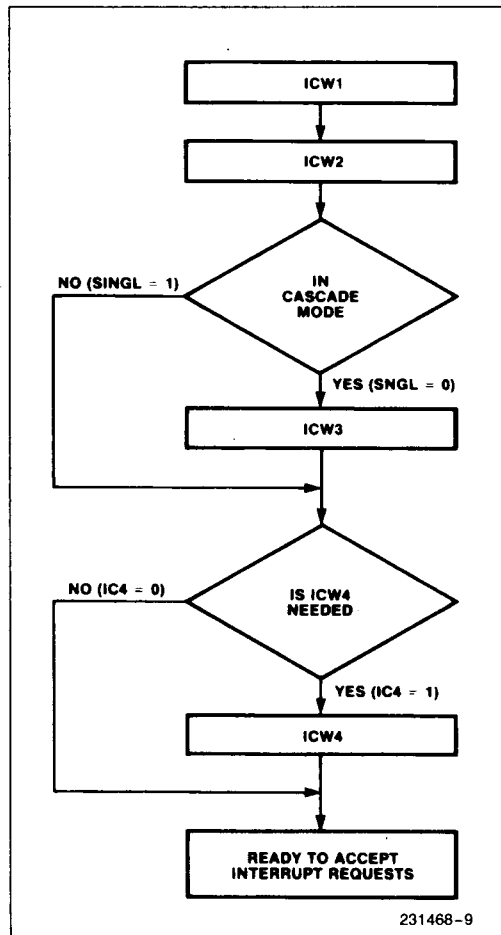 ICW1
ICW2
IN
CASCADE
MODE
NO (SINGL = 1)
YES (SNGL = 0)
ICW3
IS ICW4
NEEDED
NO (IC4 = 0)
YES (IC4 = 1)
ICW4
READY TO ACCEPT
INTERRUPT REQUESTS
231468-9